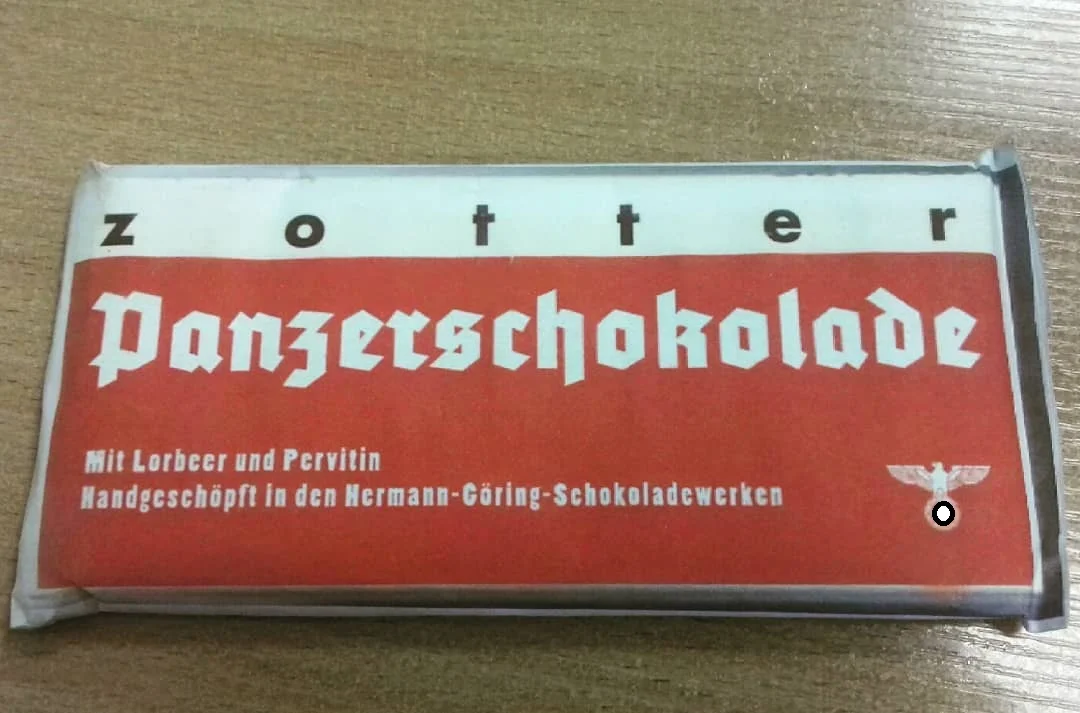 zotter
Panzerschokolade
Mit Lorbeer und Pervitin
Handgeschöpft in den Hermann-Göring-Schokoladewerken